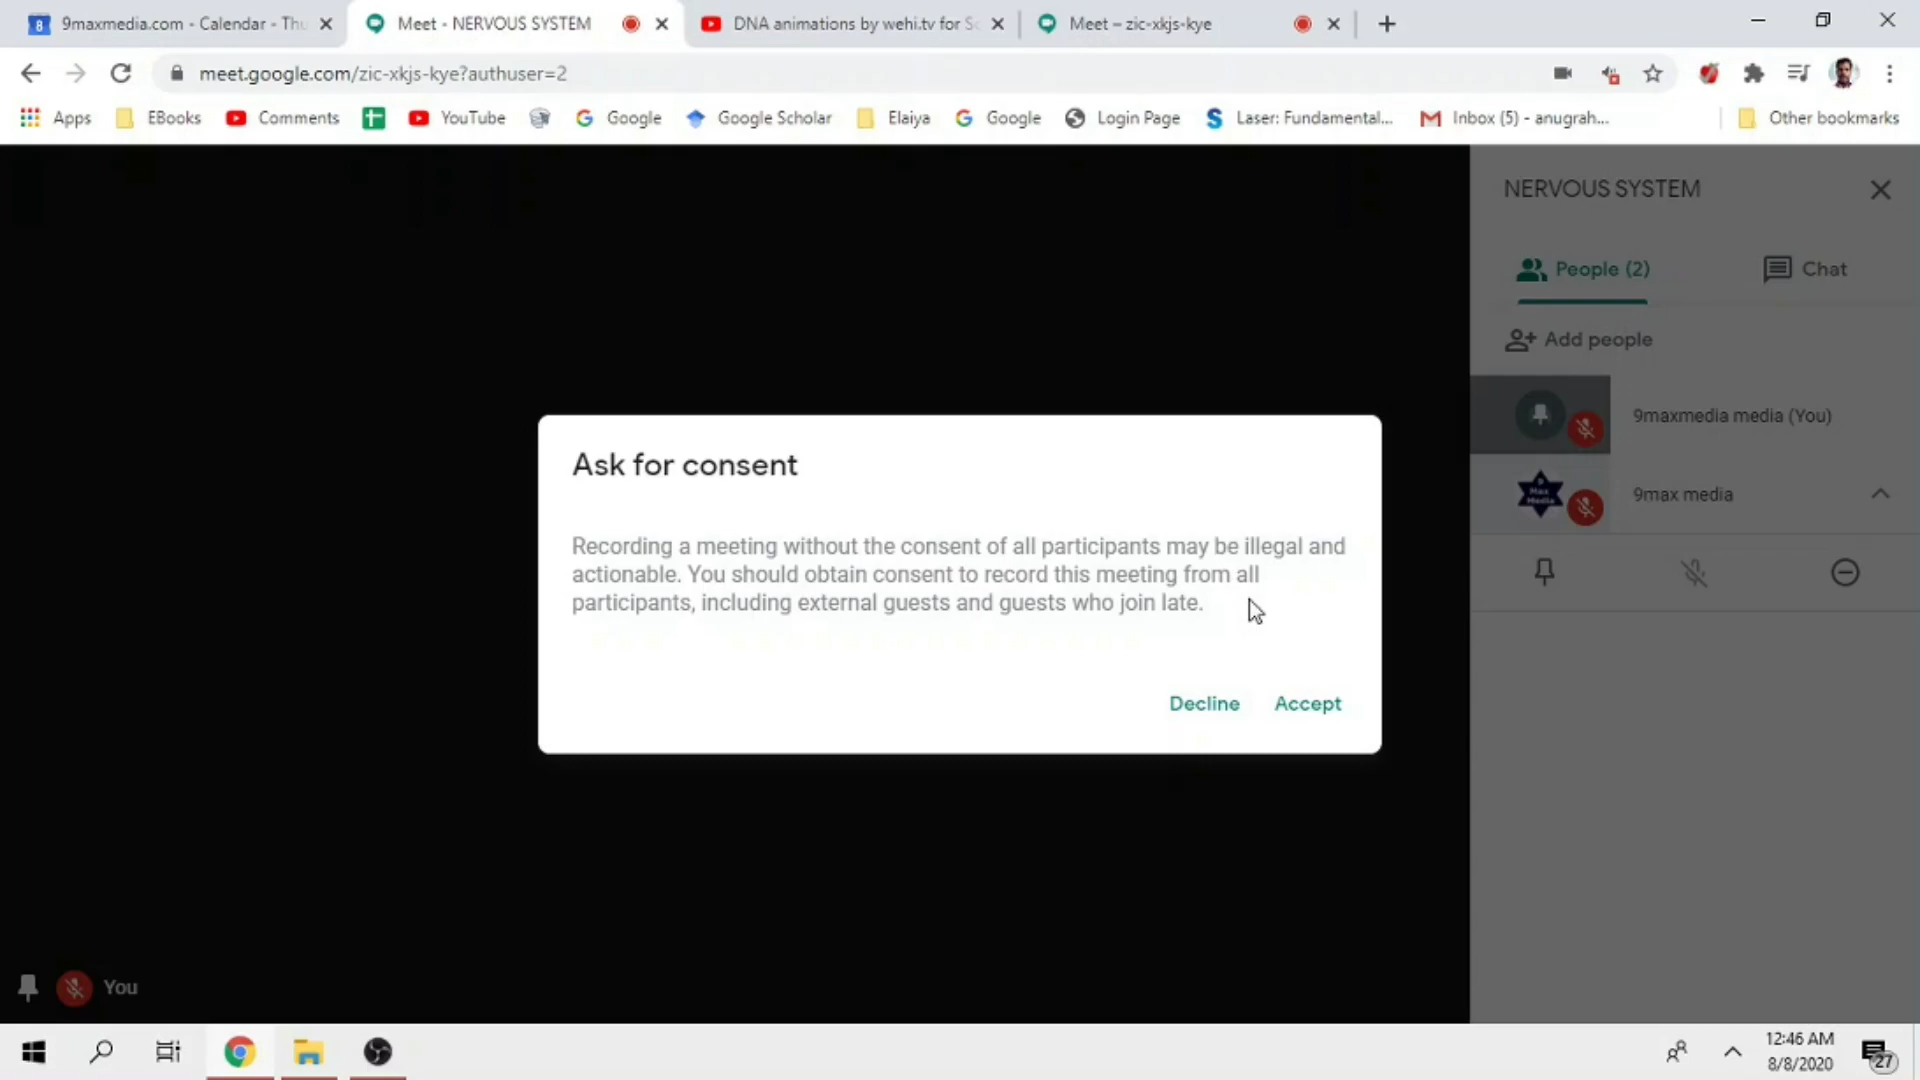 8 9maxmedia.com - Calendar - Thu
Meet - NERVOUS SYSTEM
DNA animations by wehi.tv for Sc
Meet – zic-xkjs-kye
meet.google.com/zic-xkjs-kye?authuser=2
Apps
EBooks
Comments
YouTube
Google
Google Scholar
Elaiya
Google
Login Page
Laser: Fundamental...
Inbox (5) - anugrah...
Other bookmarks
NERVOUS SYSTEM
People (2)
Chat
Add people
9maxmedia media (You)
9 Max Media
9max media
Ask for consent
Recording a meeting without the consent of all participants may be illegal and
actionable. You should obtain consent to record this meeting from all
participants, including external guests and guests who join late.
Decline
Accept
You
12:46 AM
8/8/2020
27